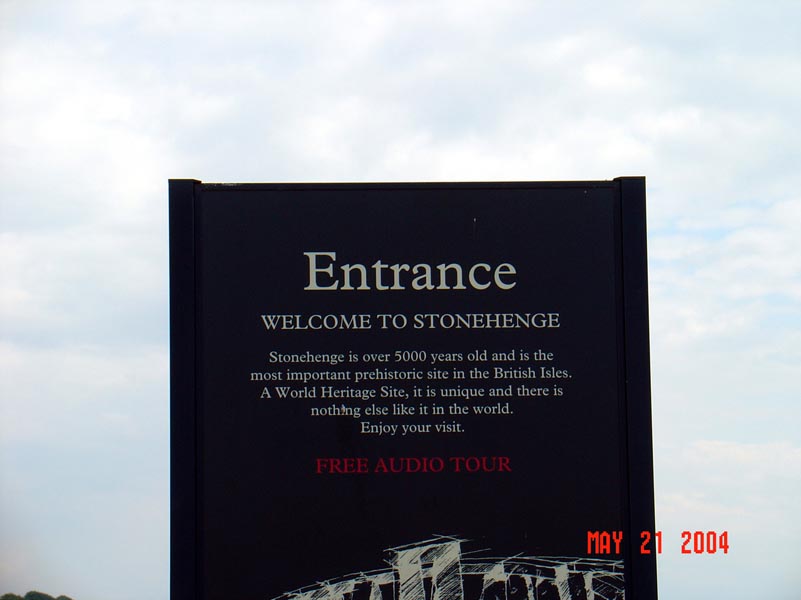 Entrance
WELCOME TO STONEHENGE
Stonehenge is over 5000 years old and is the
most important prehistoric site in the British Isles.
A World Heritage Site, it is unique and there is
nothing else like it in the world.
Enjoy your visit.
FREE AUDIO TOUR
MAY 21 2004